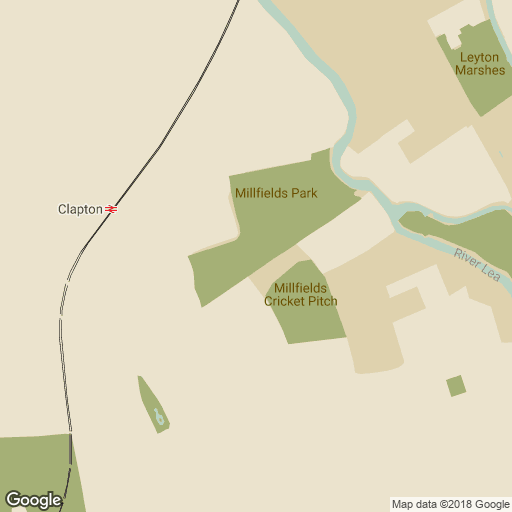 Leyton
Marshes
Millfields Park
Clapton
River Lea
Millfields
Cricket Pitch
Google
Map data ©2018 Google